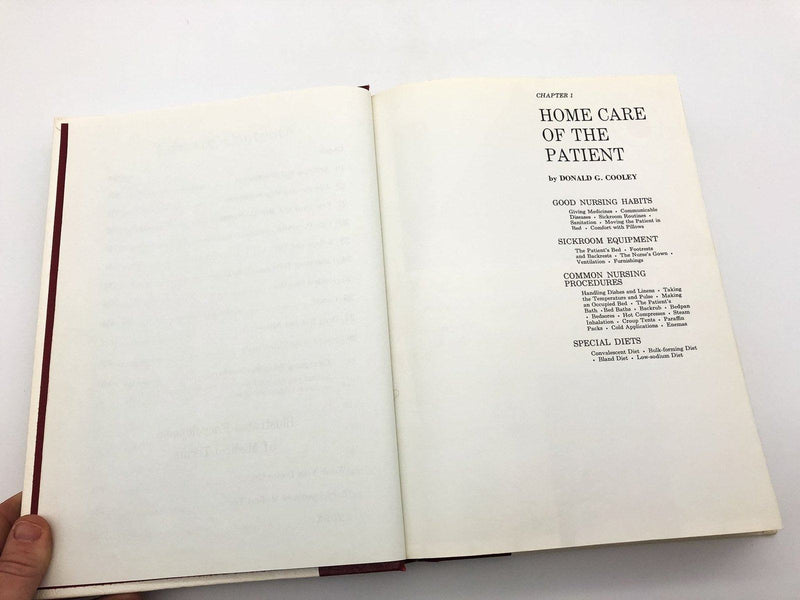 CHAPTER 1
HOME CARE
OF THE
PATIENT
by DONALD G. COOLEY
GOOD NURSING HABITS
Giving Medicines • Communicable
Diseases • Sickroom Routines •
Sanitation • Moving the Patient in
Bed • Comfort with Pillows
SICKROOM EQUIPMENT
The Patient's Bed • Footrests
and Backrests • The Nurse's Gown •
Ventilation • Furnishings
COMMON NURSING
PROCEDURES
Handling Dishes and Linens • Taking
the Temperature and Pulse • Making
an Occupied Bed • The Patient's
Bath • Bed Baths • Backrub • Bedpan
• Bedsores • Hot Compresses • Steam
Inhalation • Croup Tents • Paraffin
Packs • Cold Applications • Enemas
SPECIAL DIETS
Convalescent Diet • Bulk-forming Diet
• Bland Diet • Low-sodium Diet